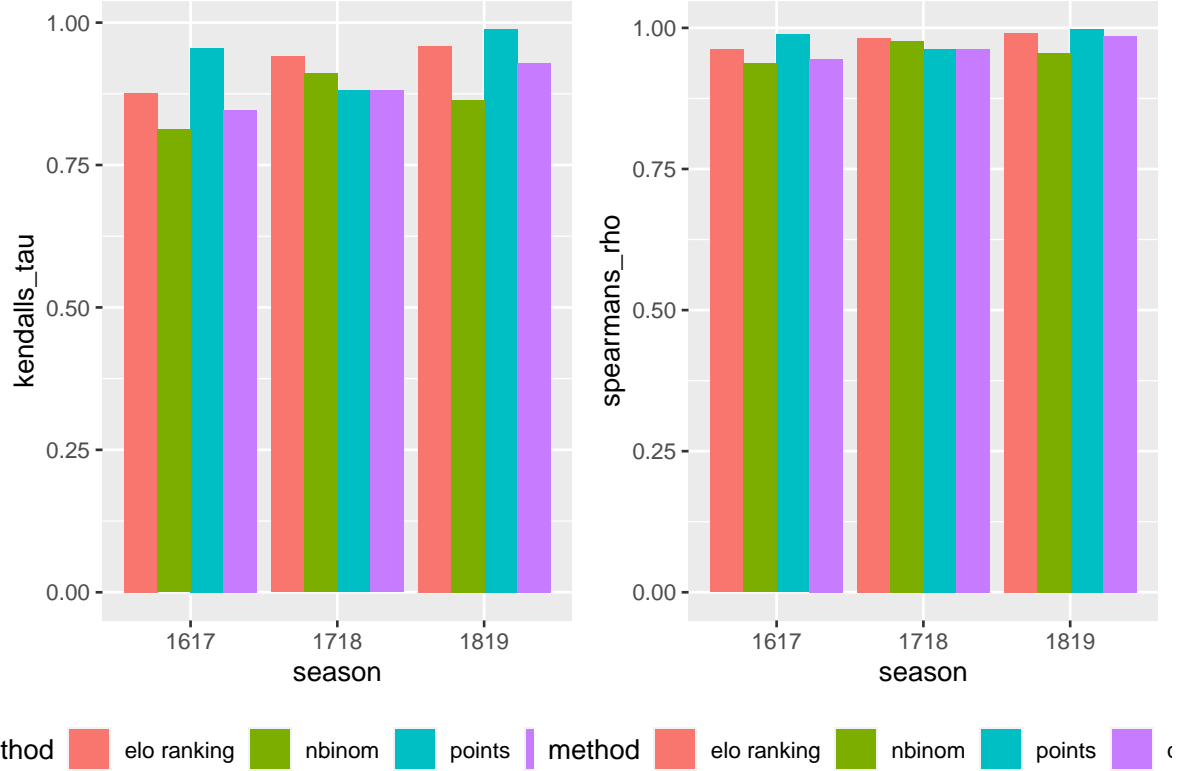 kendalls_tau
1.00
0.75
0.50
0.25
0.00
1617 1718 1819
season
thod elo ranking nbinom points
spearmans_rho
1.00
0.75
0.50
0.25
0.00
1617 1718 1819
season
method elo ranking nbinom points